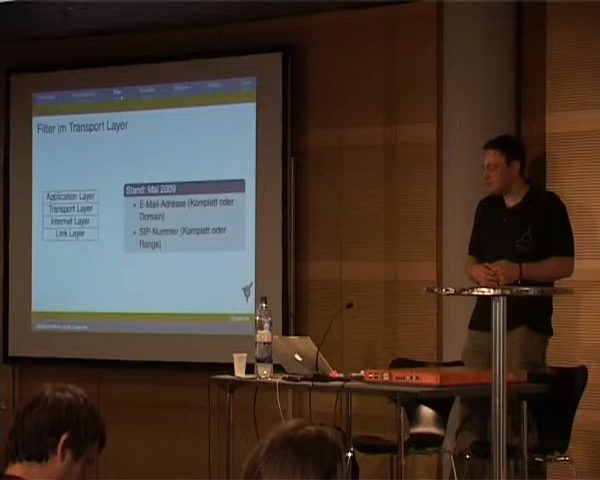 Filter im Transport Layer
Application Layer
Transport Layer
Internet Layer
Link Layer
Stand: Mai 2009
• E-Mail-Adresse (Komplett oder
Domain)
• SIP-Nummer (Komplett oder
Range)